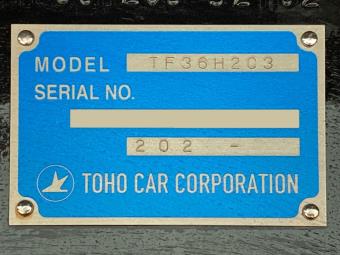 MODEL TF36H2C3
SERIAL NO.
202 -
TOHO CAR CORPORATION